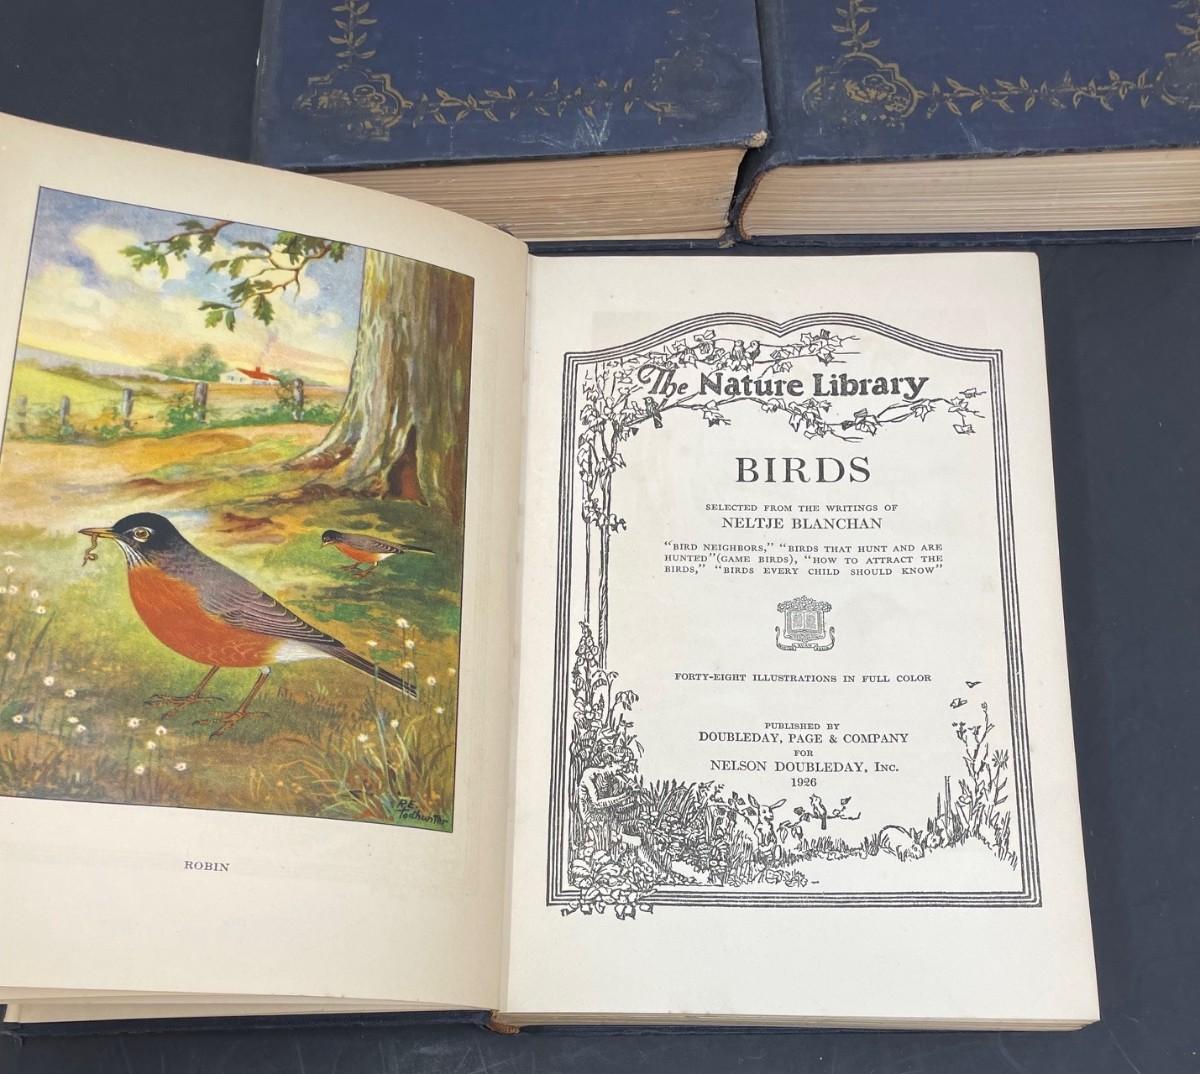 R.E.
Todhunter
ROBIN
The Nature Library
BIRDS
SELECTED FROM THE WRITINGS OF
NELTJE BLANCHAN
"BIRD NEIGHBORS," "BIRDS THAT HUNT AND ARE
HUNTED" (GAME BIRDS), "HOW TO ATTRACT THE
BIRDS," "BIRDS EVERY CHILD SHOULD KNOW"
FORTY-EIGHT ILLUSTRATIONS IN FULL COLOR
PUBLISHED BY
DOUBLEDAY, PAGE & COMPANY
FOR
NELSON DOUBLEDAY, INC.
1926